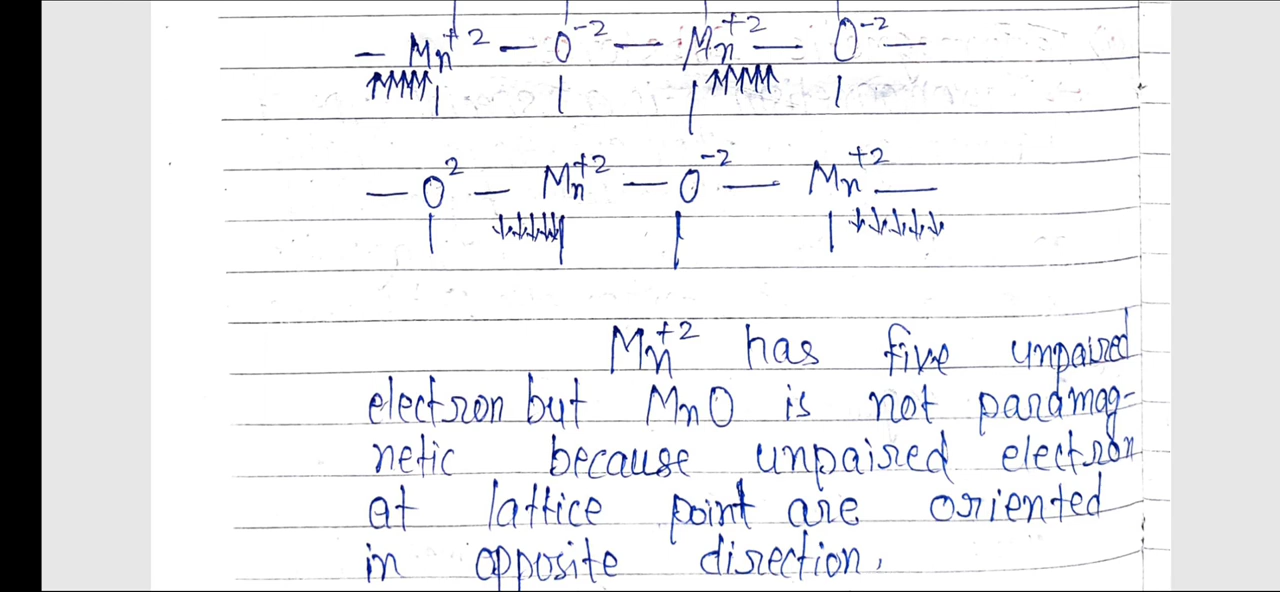 - Mn+2 - O-2 - Mn+2 - O-2 -
- O2 - Mn+2 - O-2 - Mn+2 -
Mn+2 has five unpaired
electron but MnO is not paramag-
netic because unpaired electron
at lattice point are oriented
in opposite direction.